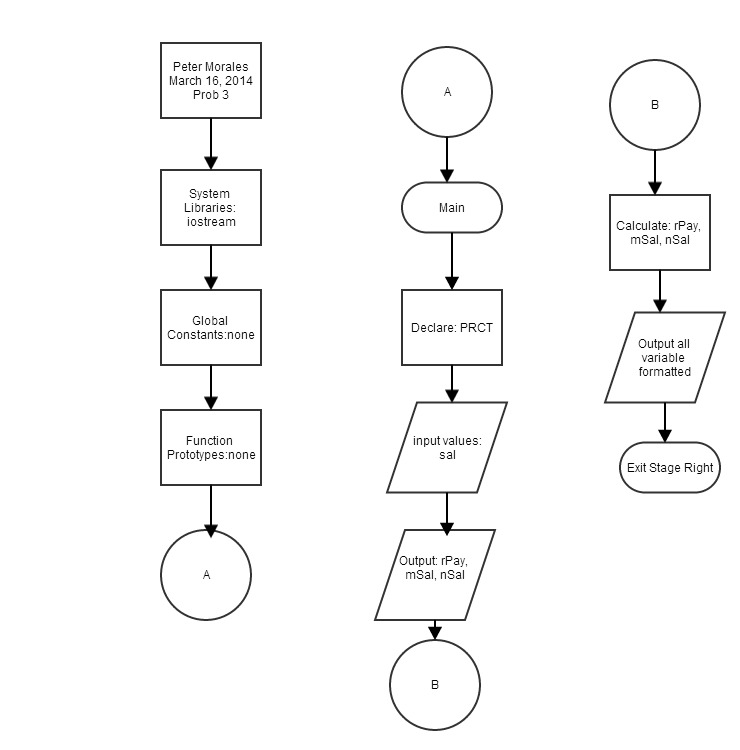 Peter Morales
March 16, 2014
Prob 3
System
Libraries:
iostream
Global
Constants:none
Function
Prototypes:none
A
A
Main
Declare: PRCT
input values:
sal
Output: rPay,
mSal, nSal
B
B
Calculate: rPay,
mSal, nSal
Output all
variable
formatted
Exit Stage Right